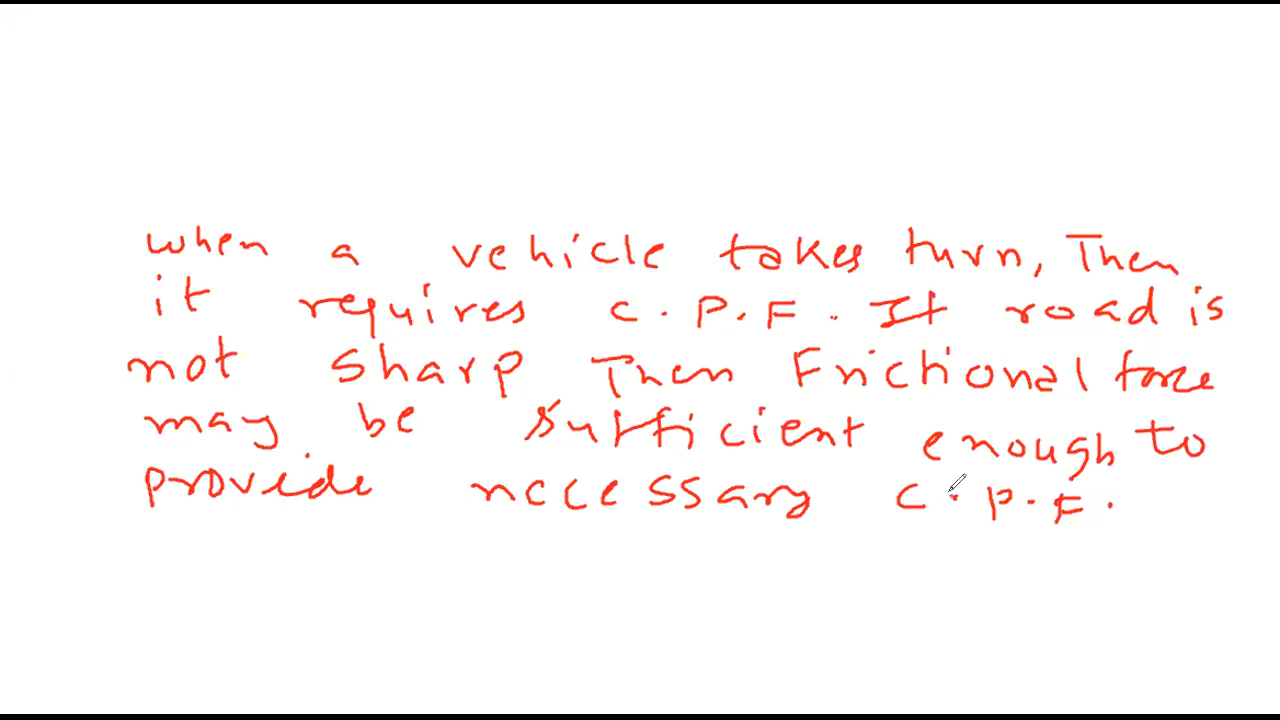 when a vehicle takes turn, Then
it requires C.P.F. If road is
not sharp Then Frictional force
may be sufficient enough to
provide necessary C.P.F.